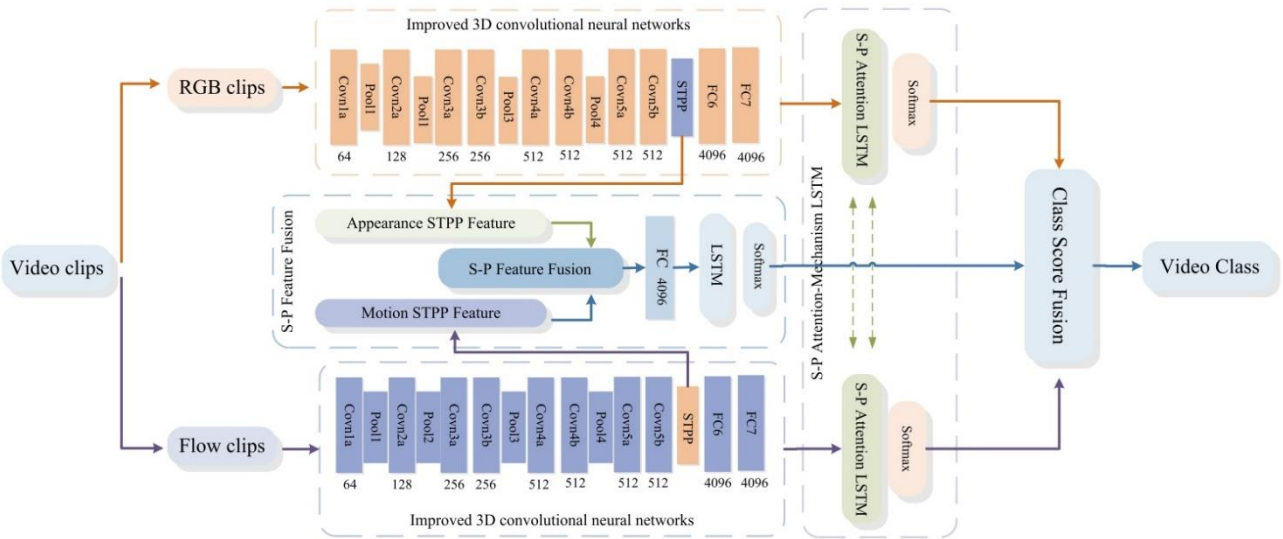 Improved 3D convolutional neural networks
Covn1a
Pool1
Covn2a
Pool1
Covn3a
Covn3b
Pool3
Covn4a
Covn4b
Pool4
Covn5a
Covn5b
STPP
FC6
FC7
64
128
256
256
512
512
512
512
4096
4096
RGB clips
S-P Attention LSTM
Softmax
Video clips
S-P Feature Fusion
Appearance STPP Feature
S-P Feature Fusion
Motion STPP Feature
FC 4096
LSTM
Softmax
S-P Attention-Mechanism LSTM
Class Score Fusion
Video Class
Flow clips
Covn1a
Pool1
Covn2a
Pool2
Covn3a
Covn3b
Pool3
Covn4a
Covn4b
Pool4
Covn5a
Covn5b
STPP
FC6
FC7
64
128
256
256
512
512
512
512
4096
4096
Improved 3D convolutional neural networks
S-P Attention LSTM
Softmax